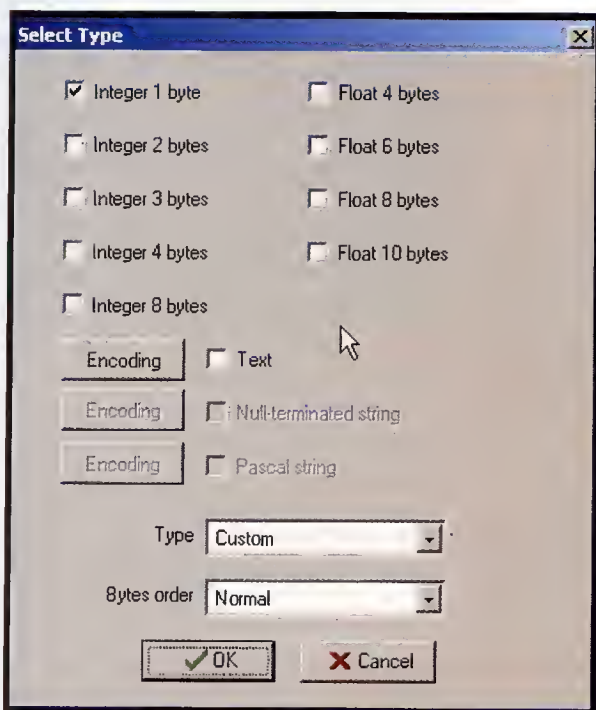 Select Type
Integer 1 byte
Float 4 bytes
Integer 2 bytes
Float 6 bytes
Integer 3 bytes
Float 8 bytes
Integer 4 bytes
Float 10 bytes
Integer 8 bytes
Encoding
Text
Encoding
Null-terminated string
Encoding
Pascal string
Type
Custom
Bytes order
Normal
OK
Cancel